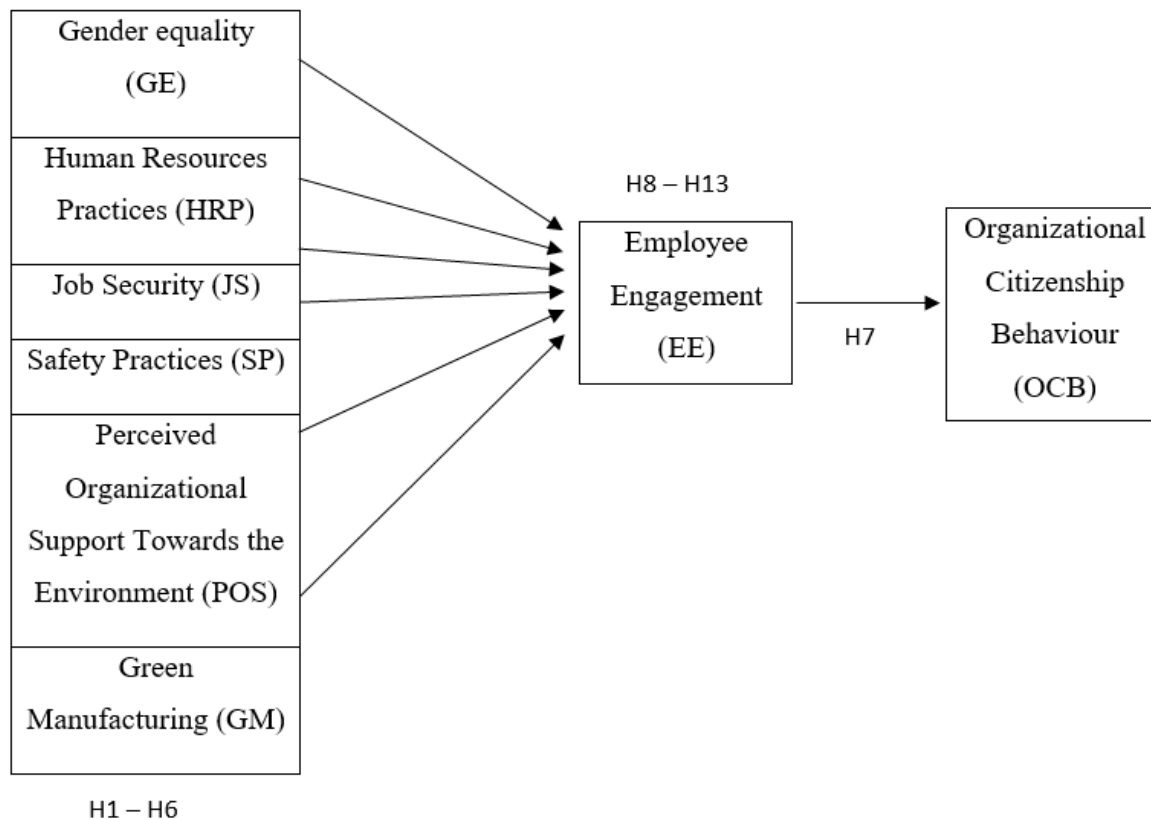 Gender equality
(GE)
Human Resources
Practices (HRP)
Job Security (JS)
Safety Practices (SP)
Perceived
Organizational
Support Towards the
Environment (POS)
Green
Manufacturing (GM)
H1 – H6
H8 – H13
Employee
Engagement
(EE)
H7
Organizational
Citizenship
Behaviour
(OCB)